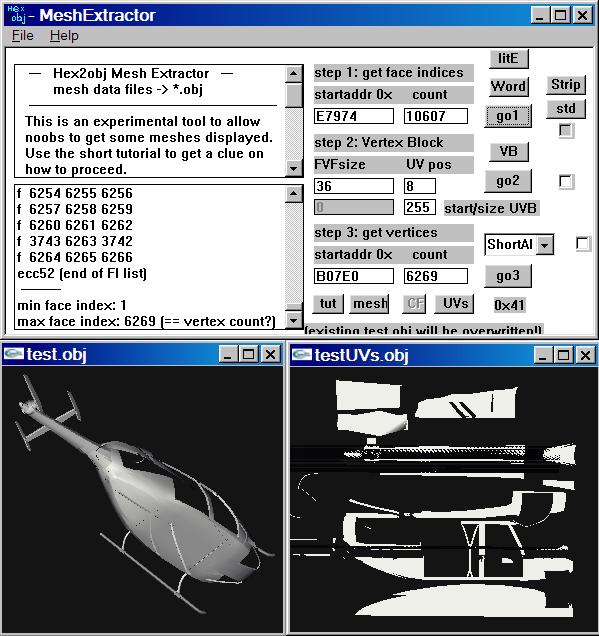 Hex
obj
- MeshExtractor
File Help
— Hex2obj Mesh Extractor —
mesh data files -> *.obj
This is an experimental tool to allow
noobs to get some meshes displayed.
Use the short tutorial to get a clue on
how to proceed.
f 6254 6255 6256
f 6257 6258 6259
f 6260 6261 6262
f 3743 6263 3742
f 6264 6265 6266
ecc52 (end of FI list)
min face index: 1
max face index: 6269 (== vertex count?)
step 1: get face indices
startaddr 0x count
E7974 10607
step 2: Vertex Block
FVFsize UV pos
36 8
0 255 start/size UVB
step 3: get vertices
startaddr 0x count
B07E0 6269
tut mesh CF UVs
(existing test.obj will be overwritten!)
litE
Word
go1
VB
go2
Strip
std
ShortAl
go3
0x41
test.obj
testUVs.obj